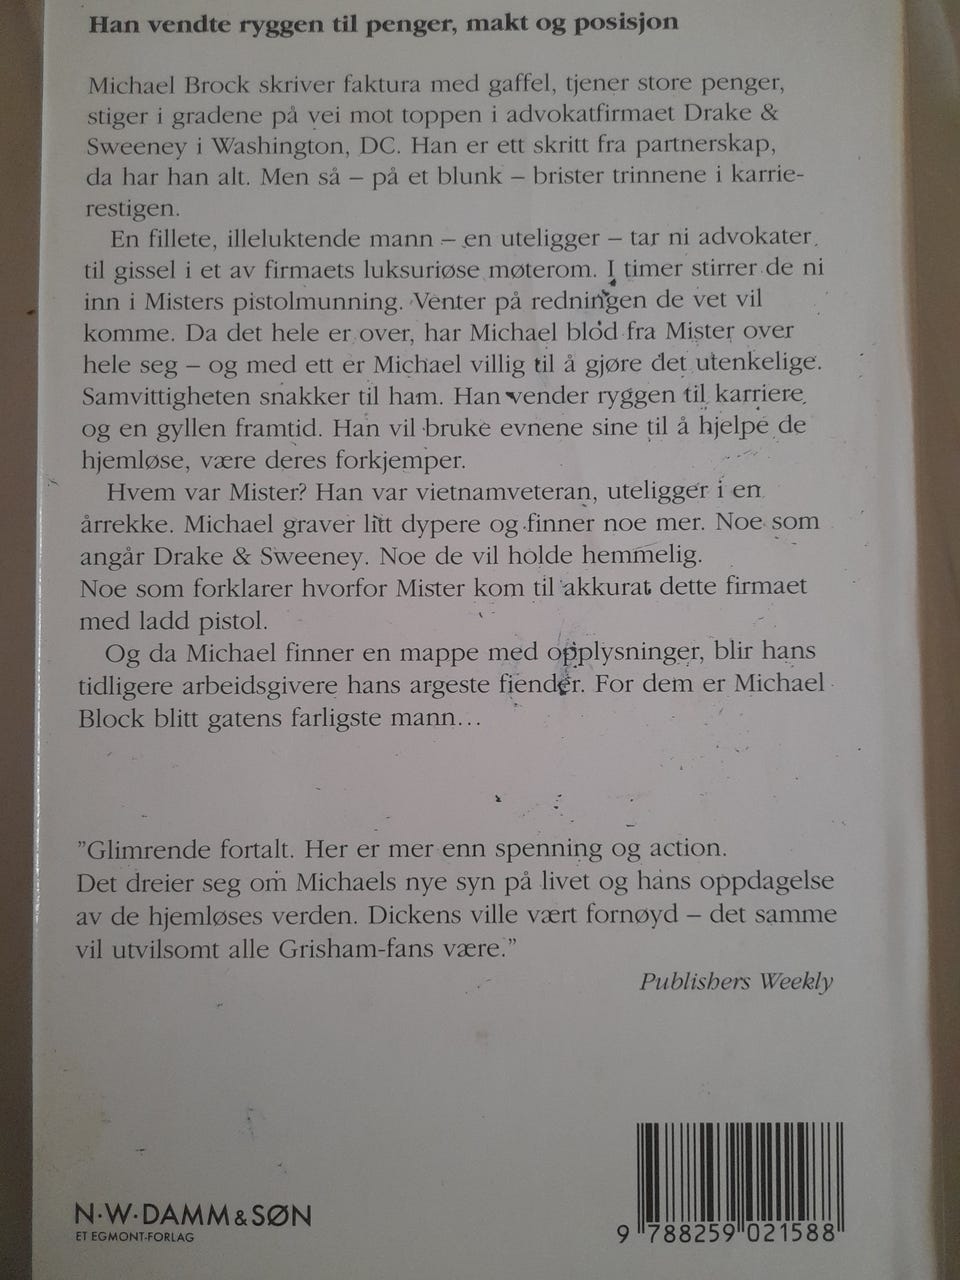 Han vendte ryggen til penger, makt og posisjon
Michael Brock skriver faktura med gaffel, tjener store penger,
stiger i gradene på vei mot toppen i advokatfirmaet Drake &
Sweeney i Washington, DC. Han er ett skritt fra partnerskap,
da har han alt. Men så – på et blunk – brister trinnene i karrie-
restigen.
En fillete, illeluktende mann – en uteligger – tar ni advokater
til gissel i et av firmaets luksuriøse møterom. I timer stirrer de ni
inn i Misters pistolmunning. Venter på redningen de vet vil
komme. Da det hele er over, har Michael blod fra Mister over
hele seg – og med ett er Michael villig til å gjøre det utenkelige.
Samvittigheten snakker til ham. Han vender ryggen til karriere
og en gyllen framtid. Han vil bruke evnene sine til å hjelpe de
hjemløse, være deres forkjemper.
Hvem var Mister? Han var vietnamveteran, uteligger i en
årrekke. Michael graver litt dypere og finner noe mer. Noe som
angår Drake & Sweeney. Noe de vil holde hemmelig.
Noe som forklarer hvorfor Mister kom til akkurat dette firmaet
med ladd pistol.
Og da Michael finner en mappe med opplysninger, blir hans
tidligere arbeidsgivere hans argeste fiender. For dem er Michael
Block blitt gatens farligste mann...
"Glimrende fortalt. Her er mer enn spenning og action.
Det dreier seg om Michaels nye syn på livet og hans oppdagelse
av de hjemløses verden. Dickens ville vært fornøyd – det samme
vil utvilsomt alle Grisham-fans være."
Publishers Weekly
N·W·DAMM & SØN
ET EGMONT-FORLAG
9 788259 021588